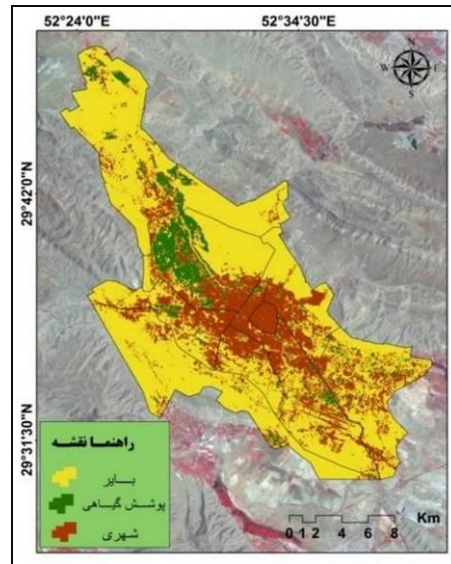 52°24'0"E
52°34'30"E
N
W
E
S
29°42'0"N
29°31'30"N
راهنما نقشه
بایر
پوشش گیاهی
شهری
Km
0 1 2 4 6 8